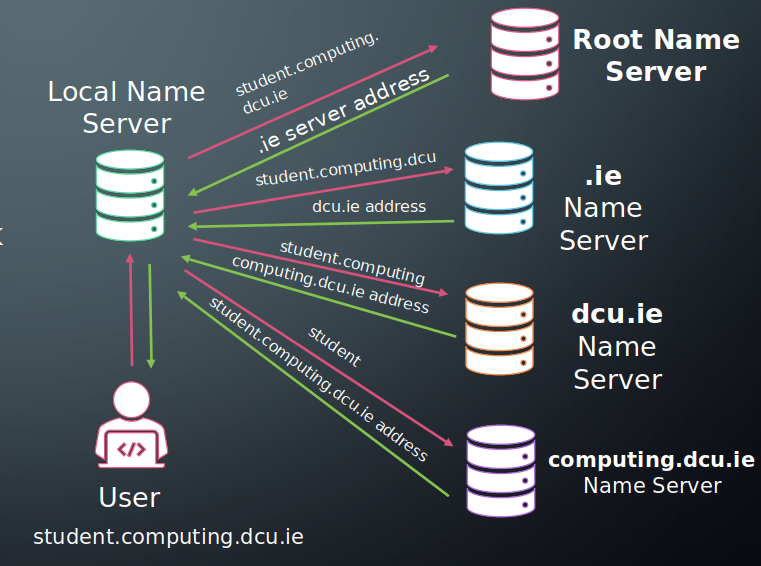 Root Name
Server
student.computing.
dcu.ie
.ie server address
Local Name
Server
student.computing.dcu
dcu.ie address
.ie
Name
Server
student.computing
computing.dcu.ie address
dcu.ie
Name
Server
student
student.computing.dcu.ie address
computing.dcu.ie
Name Server
</>
User
student.computing.dcu.ie